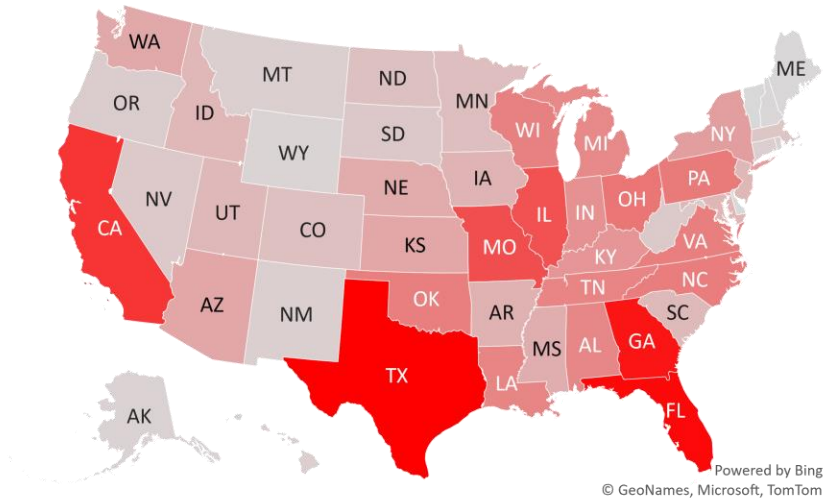 WA
MT
ND
ME
OR
ID
MN
SD
WI
MI
NY
WY
IA
PA
NV
NE
OH
UT
CO
IL
IN
CA
KS
MO
VA
KY
NC
AZ
OK
TN
NM
AR
SC
MS
AL
GA
TX
LA
AK
FL
Powered by Bing
© GeoNames, Microsoft, TomTom